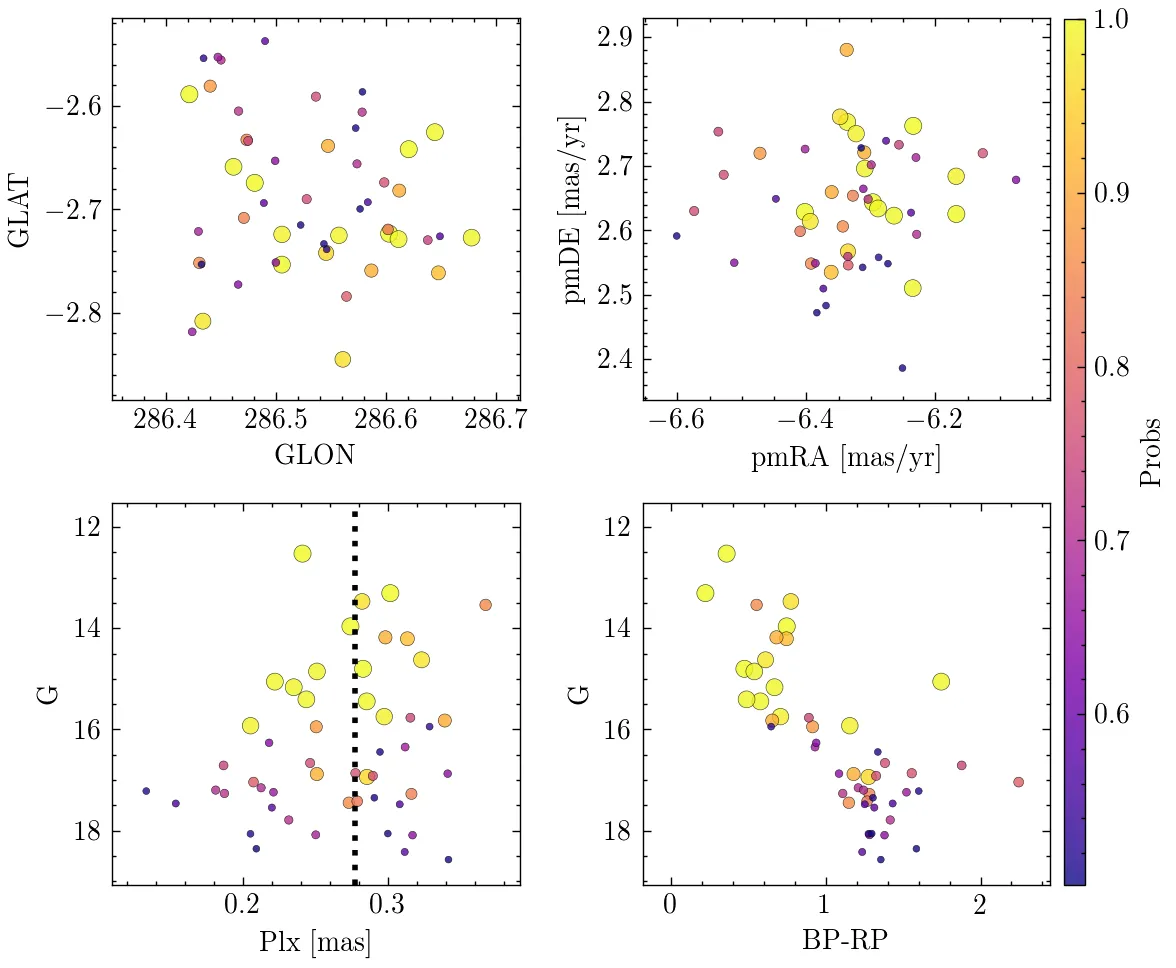 −2.6
−2.7
−2.8
GLAT
286.4 286.5 286.6 286.7
GLON
2.9
2.8
2.7
2.6
2.5
2.4
pmDE [mas/yr]
−6.6 −6.4 −6.2
pmRA [mas/yr]
12
14
16
18
G
0.2 0.3
Plx [mas]
12
14
16
18
G
0 1 2
BP-RP
1.0
0.9
0.8
0.7
0.6
Probs